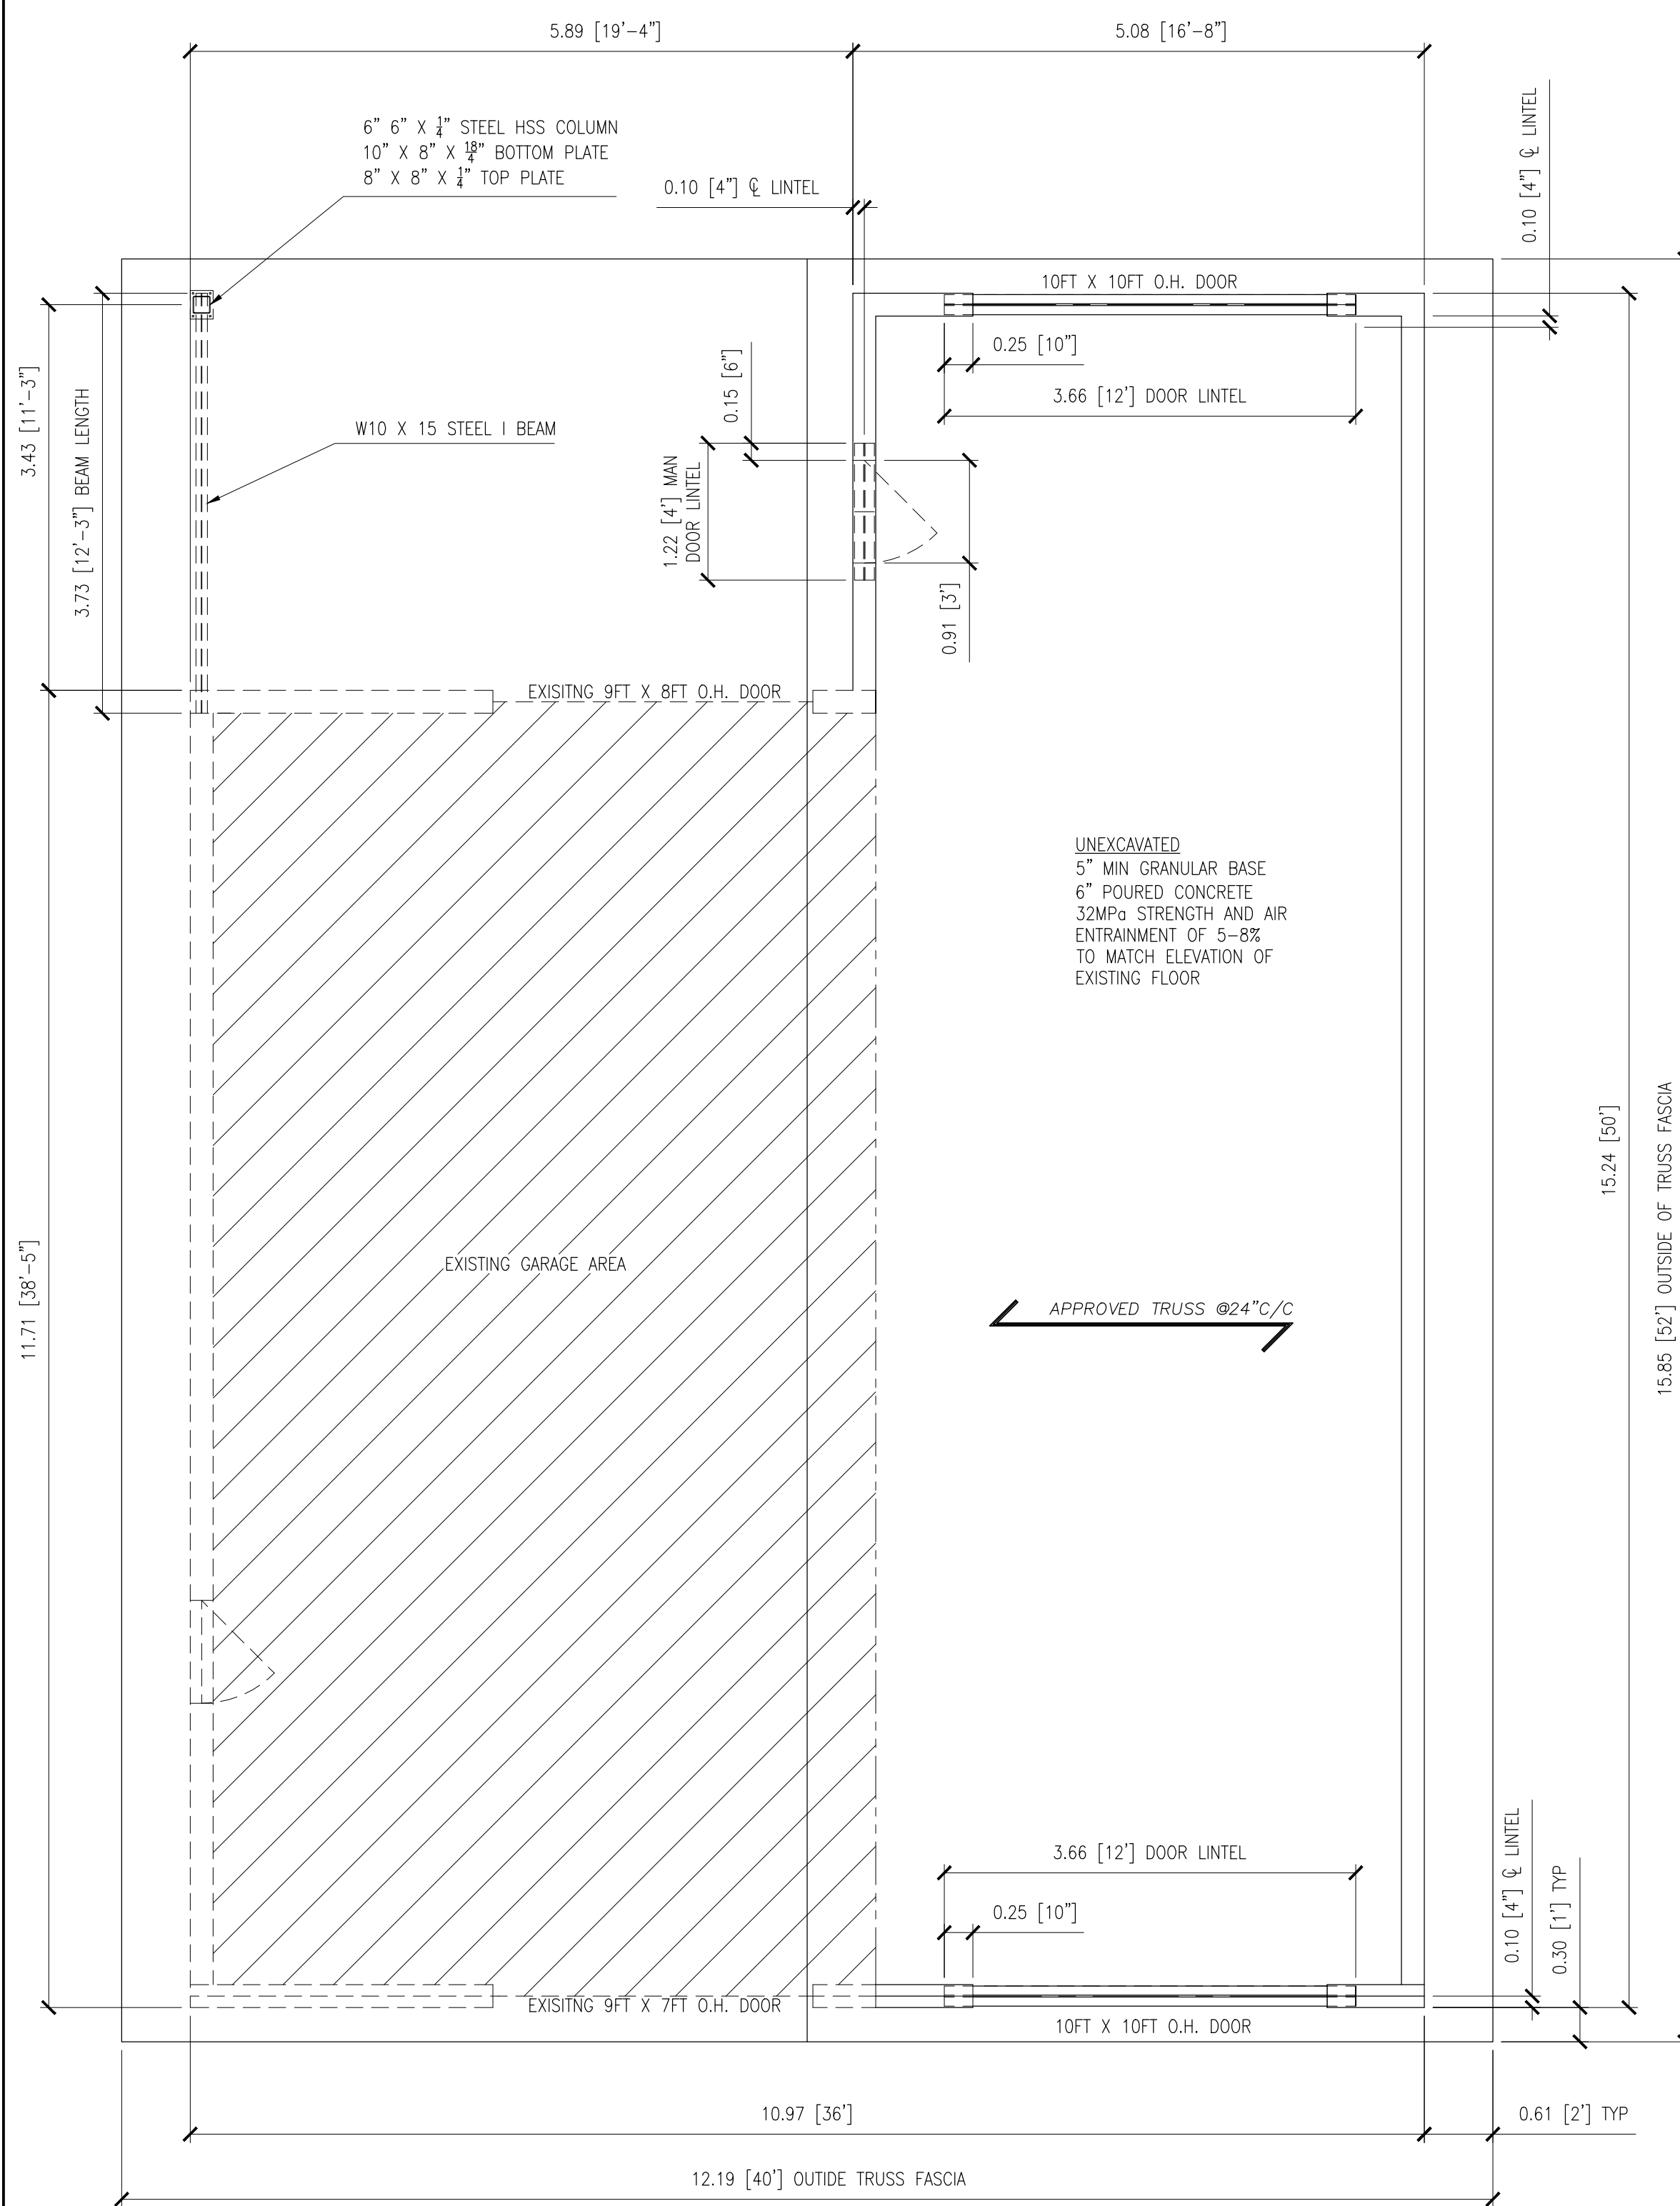 5.89 [19'-4"]
5.08 [16'-8"]
6" 6" X 1/4" STEEL HSS COLUMN
10" X 8" X 18/4" BOTTOM PLATE
8" X 8" X 1/4" TOP PLATE
0.10 [4"] ℄ LINTEL
0.10 [4"] ℄ LINTEL
10FT X 10FT O.H. DOOR
0.25 [10"]
3.66 [12'] DOOR LINTEL
0.15 [6"]
3.43 [11'-3"]
3.73 [12'-3"] BEAM LENGTH
W10 X 15 STEEL I BEAM
1.22 [4'] MAN
DOOR LINTEL
0.91 [3']
EXISITNG 9FT X 8FT O.H. DOOR
UNEXCAVATED
5" MIN GRANULAR BASE
6" POURED CONCRETE
32MPa STRENGTH AND AIR
ENTRAINMENT OF 5-8%
TO MATCH ELEVATION OF
EXISTING FLOOR
15.24 [50']
15.85 [52'] OUTSIDE OF TRUSS FASCIA
11.71 [38'-5"]
EXISTING GARAGE AREA
APPROVED TRUSS @24"C/C
3.66 [12'] DOOR LINTEL
0.25 [10"]
0.10 [4"] ℄ LINTEL
0.30 [1'] TYP
EXISITNG 9FT X 7FT O.H. DOOR
10FT X 10FT O.H. DOOR
10.97 [36']
0.61 [2'] TYP
12.19 [40'] OUTIDE TRUSS FASCIA